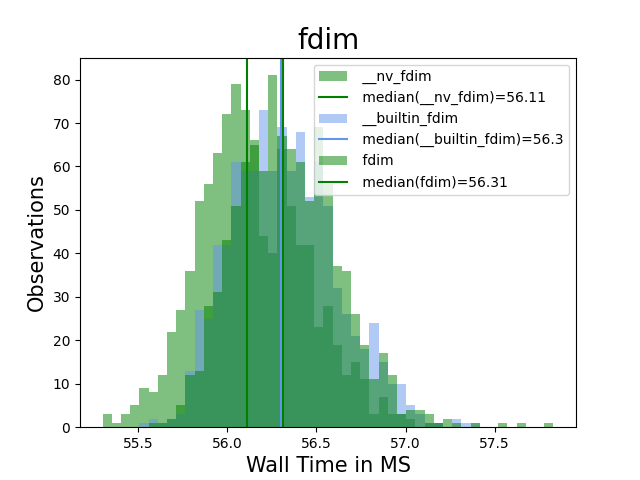 fdim
__nv_fdim
median(__nv_fdim)=56.11
__builtin_fdim
median(__builtin_fdim)=56.3
fdim
median(fdim)=56.31
Observations
80
70
60
50
40
30
20
10
0
55.5 56.0 56.5 57.0 57.5
Wall Time in MS